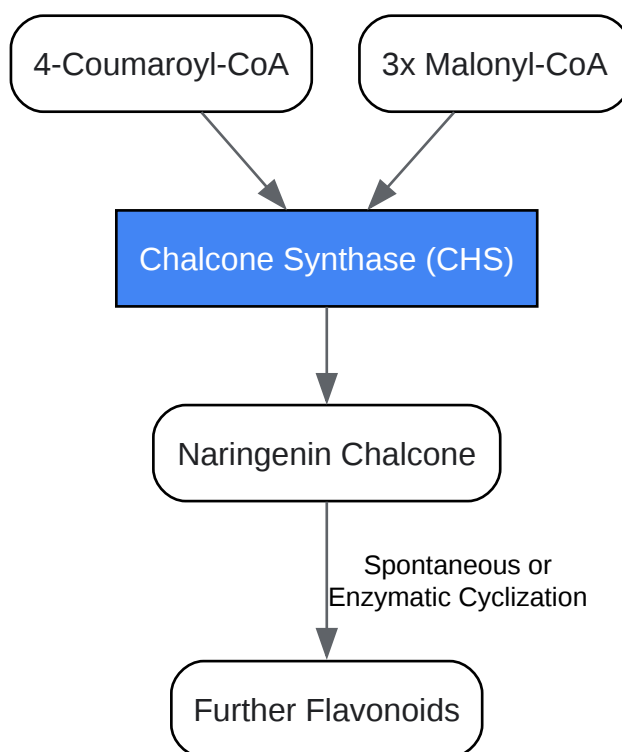 4-Coumaroyl-CoA
3x Malonyl-CoA
Chalcone Synthase (CHS)
Naringenin Chalcone
Spontaneous or
Enzymatic Cyclization
Further Flavonoids